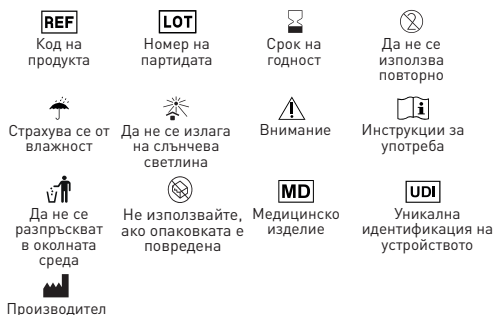 REF
Код на
продукта
LOT
Номер на
партидата
Срок на
годност
2
Да не се
използва
повторно
Страхува се от
влажност
Да не се излага
на слънчева
светлина
Внимание
i
Инструкции за
употреба
Да не се
разпръскват
в околната
среда
Не използвайте,
ако опаковката е
повредена
MD
Медицинско
изделие
UDI
Уникална
идентификация на
устройството
Производител